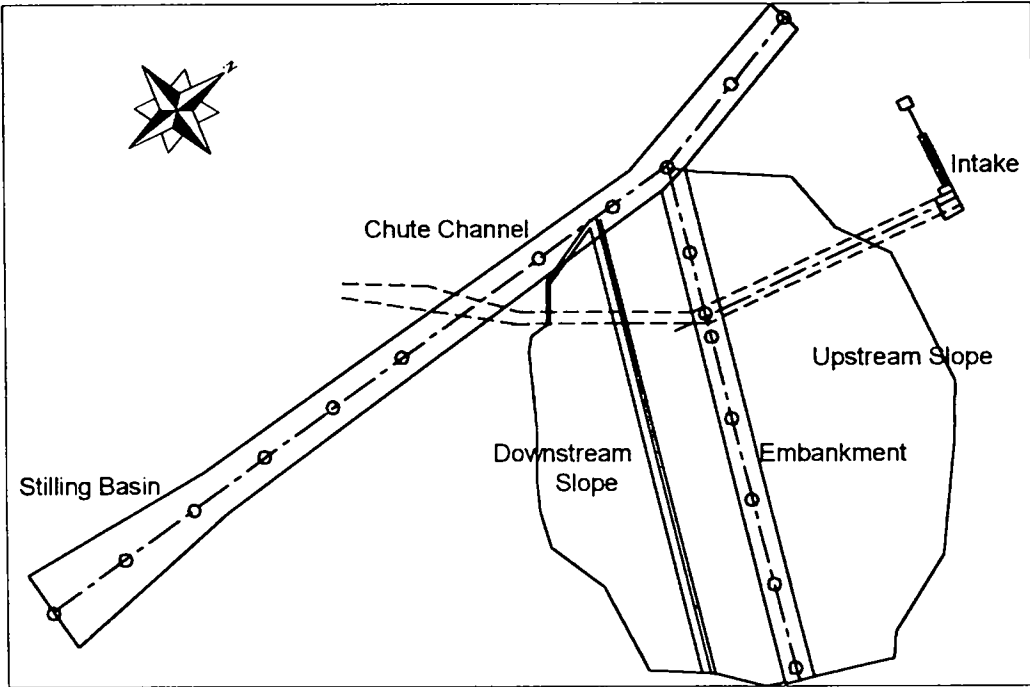 N
Intake
Chute Channel
Upstream Slope
Downstream
Slope
Embankment
Stilling Basin